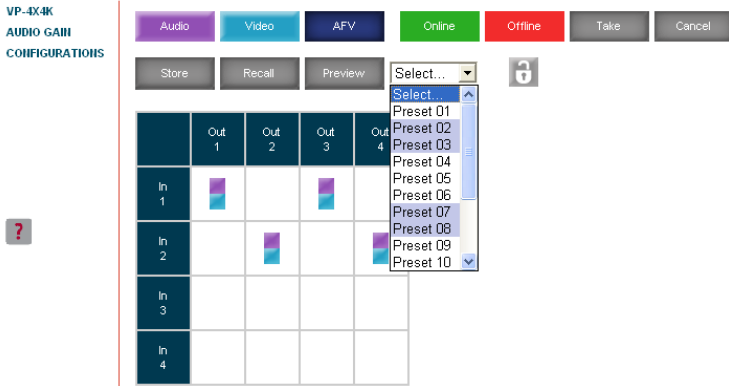 VP-4X4K
AUDIO GAIN
CONFIGURATIONS
?
Audio Video AFV Online Offline Take Cancel
Store Recall Preview Select...
Select...
Preset 01
Preset 02
Preset 03
Preset 04
Preset 05
Preset 06
Preset 07
Preset 08
Preset 09
Preset 10
Out 1
Out 2
Out 3
Out 4
In 1
In 2
In 3
In 4